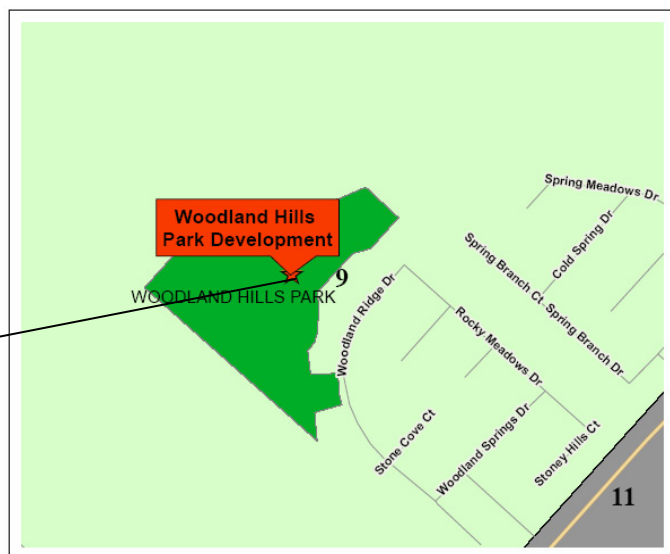 Spring Meadows Dr
Woodland Hills
Park Development
Cold Spring Dr
Spring Branch Ct
9
WOODLAND HILLS PARK
Woodland Ridge Dr
Spring Branch Dr
Rocky Meadows Dr
Stone Cove Ct
Woodland Springs Dr
Stoney Hills Ct
11